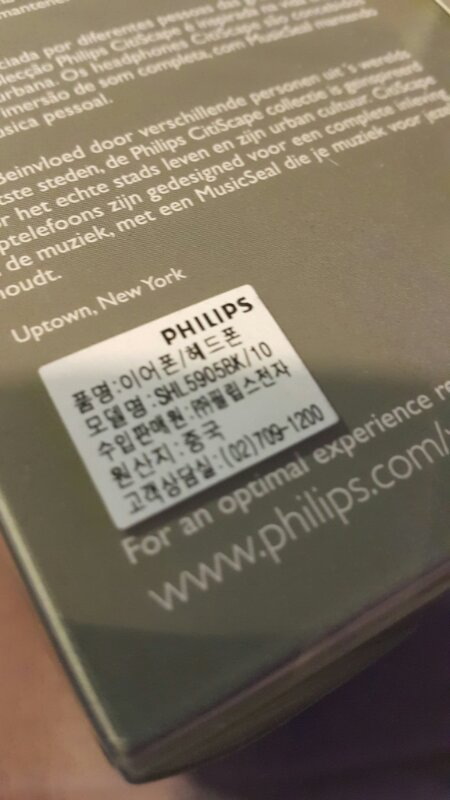 mantene
ciada por diferentes pessoas das g
olecção Philips CitiScape é inspirada na vida
urbana. Os headphones CitiScape são concebidos
imersão de som completa, com MusicSeal
úsica pessoal.
Beïnvloed door verschillende personen uit 's werelds
tste steden, de Philips CitiScape collectie is geïnspireerd
or het echte stads leven en zijn urban cultuur. CitiScape
ptelefoons zijn gedesigned voor een complete
de muziek, met een MusicSeal die je muziek voor
houdt.
Uptown, New York
PHILIPS
품명:이어폰/헤드폰
모델명:SHL5905BK/10
수입판매원:㈜필립스전자
원산지:중국
고객상담실:(02)709-1200
For an optimal experience re
www.philips.com/